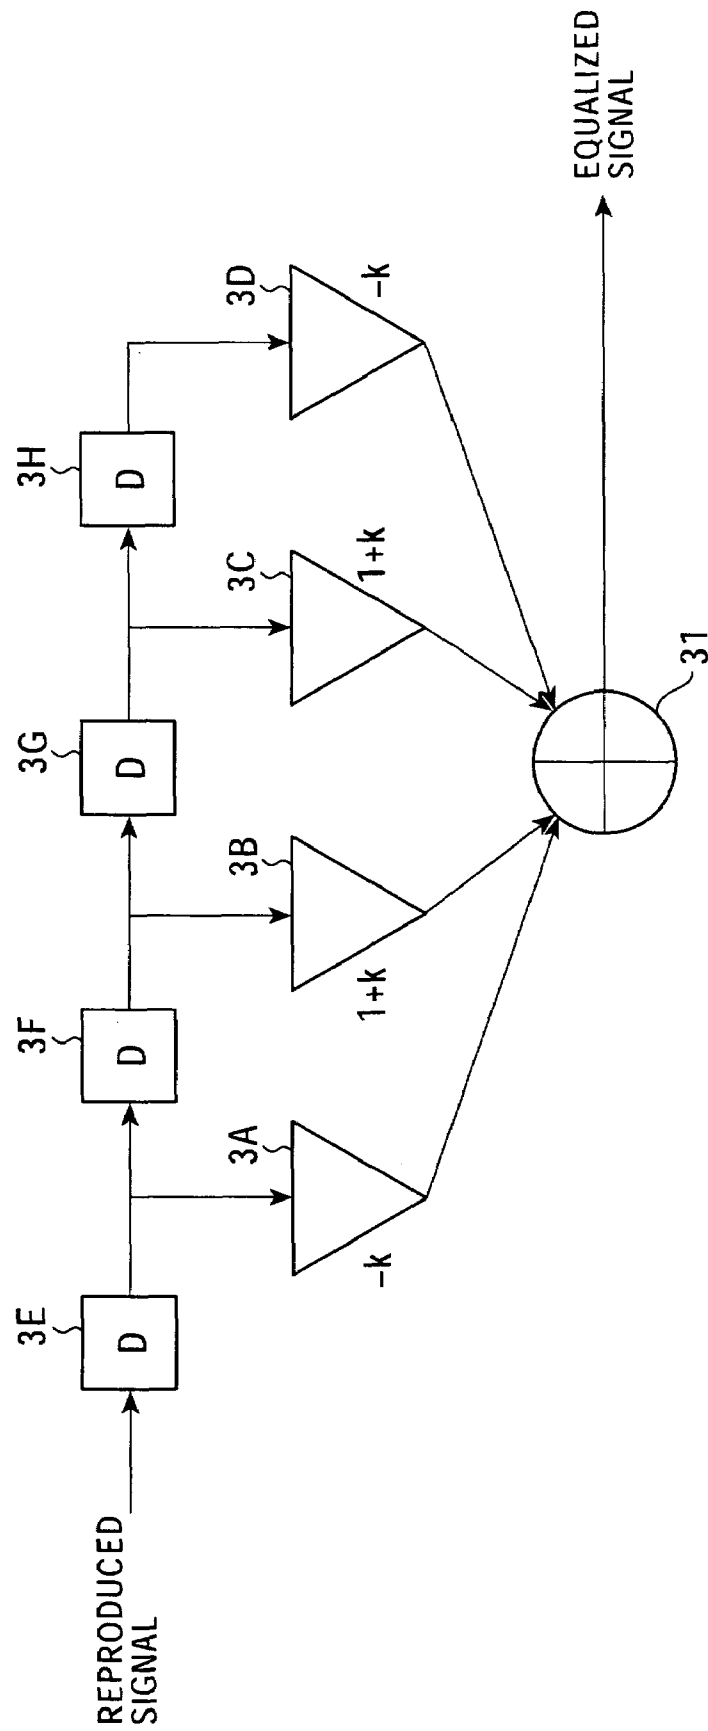 REPRODUCED
SIGNAL
3E
D
3F
D
3G
D
3H
D
3A
-k
3B
1+k
3C
1+k
3D
-k
31
EQUALIZED
SIGNAL